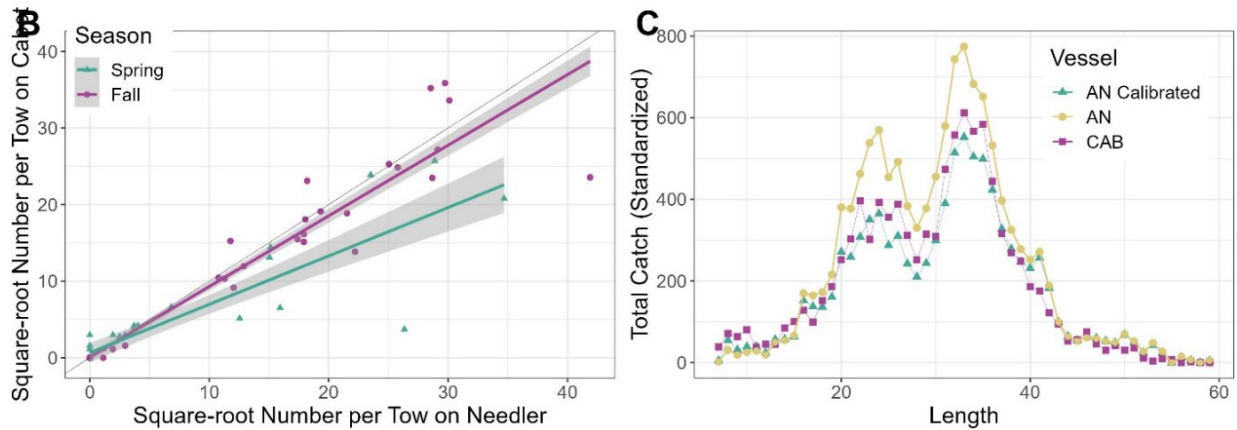 B
Season
Spring
Fall
Square-root Number per Tow on Cabot
40
30
20
10
0
0
10
20
30
40
Square-root Number per Tow on Needler
C
Vessel
AN Calibrated
AN
CAB
Total Catch (Standardized)
800
600
400
200
0
20
40
60
Length